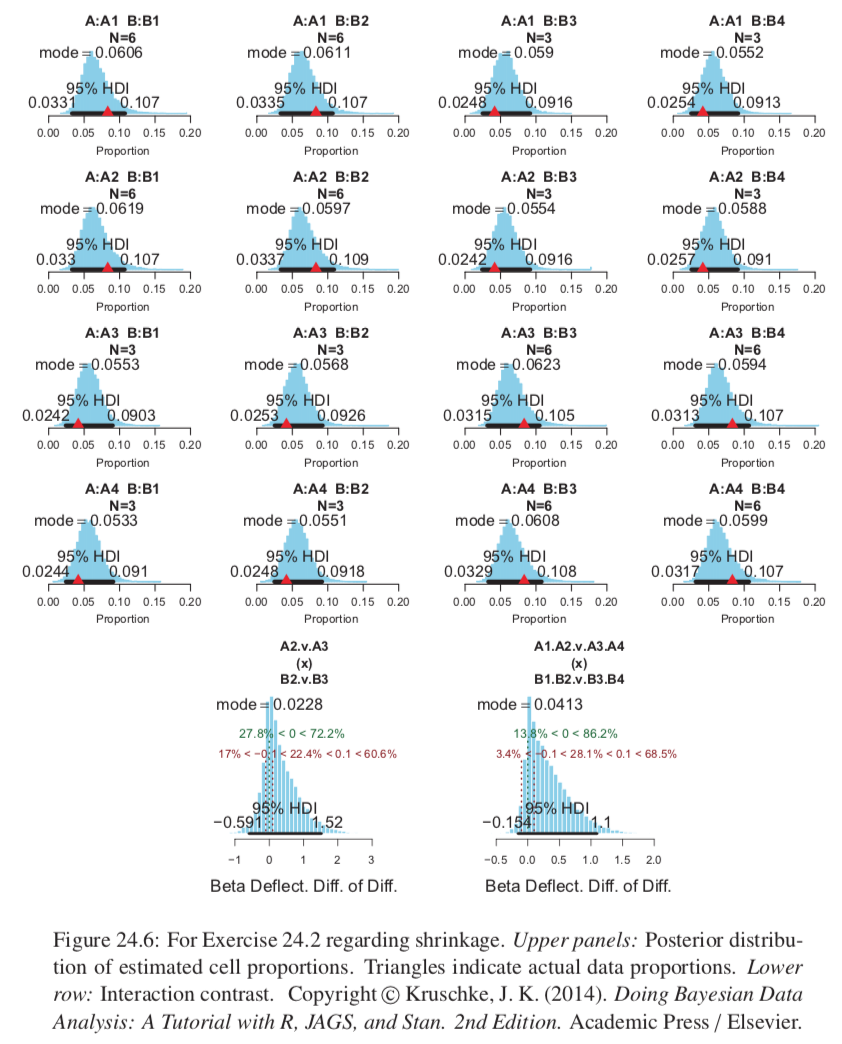 A:A1 B:B1
N=6
mode = 0.0606
95% HDI
0.0331 0.107
0.00 0.05 0.10 0.15 0.20
Proportion
A:A1 B:B2
N=6
mode = 0.0611
95% HDI
0.0335 0.107
0.00 0.05 0.10 0.15 0.20
Proportion
A:A1 B:B3
N=3
mode = 0.059
95% HDI
0.0248 0.0916
0.00 0.05 0.10 0.15 0.20
Proportion
A:A1 B:B4
N=3
mode = 0.0552
95% HDI
0.0254 0.0913
0.00 0.05 0.10 0.15 0.20
Proportion
A:A2 B:B1
N=6
mode = 0.0619
95% HDI
0.033 0.107
0.00 0.05 0.10 0.15 0.20
Proportion
A:A2 B:B2
N=6
mode = 0.0597
95% HDI
0.0337 0.109
0.00 0.05 0.10 0.15 0.20
Proportion
A:A2 B:B3
N=3
mode = 0.0554
95% HDI
0.0242 0.0916
0.00 0.05 0.10 0.15 0.20
Proportion
A:A2 B:B4
N=3
mode = 0.0588
95% HDI
0.0257 0.091
0.00 0.05 0.10 0.15 0.20
Proportion
A:A3 B:B1
N=3
mode = 0.0553
95% HDI
0.0242 0.0903
0.00 0.05 0.10 0.15 0.20
Proportion
A:A3 B:B2
N=3
mode = 0.0568
95% HDI
0.0253 0.0926
0.00 0.05 0.10 0.15 0.20
Proportion
A:A3 B:B3
N=6
mode = 0.0623
95% HDI
0.0315 0.105
0.00 0.05 0.10 0.15 0.20
Proportion
A:A3 B:B4
N=6
mode = 0.0594
95% HDI
0.0313 0.107
0.00 0.05 0.10 0.15 0.20
Proportion
A:A4 B:B1
N=3
mode = 0.0533
95% HDI
0.0244 0.091
0.00 0.05 0.10 0.15 0.20
Proportion
A:A4 B:B2
N=3
mode = 0.0551
95% HDI
0.0248 0.0918
0.00 0.05 0.10 0.15 0.20
Proportion
A:A4 B:B3
N=6
mode = 0.0608
95% HDI
0.0329 0.108
0.00 0.05 0.10 0.15 0.20
Proportion
A:A4 B:B4
N=6
mode = 0.0599
95% HDI
0.0317 0.107
0.00 0.05 0.10 0.15 0.20
Proportion
A2.v.A3
(x)
B2.v.B3
mode = 0.0228
27.8% < 0 < 72.2%
17% < −0.1 < 22.4% < 0.1 < 60.6%
95% HDI
−0.591 1.52
−1 0 1 2 3
Beta Deflect. Diff. of Diff.
A1.A2.v.A3.A4
(x)
B1.B2.v.B3.B4
mode = 0.0413
13.8% < 0 < 86.2%
3.4% < −0.1 < 28.1% < 0.1 < 68.5%
95% HDI
−0.154 1.1
−0.5 0.0 0.5 1.0 1.5 2.0
Beta Deflect. Diff. of Diff.
Figure 24.6: For Exercise 24.2 regarding shrinkage. Upper panels: Posterior distribu-
tion of estimated cell proportions. Triangles indicate actual data proportions. Lower
row: Interaction contrast. Copyright © Kruschke, J. K. (2014). Doing Bayesian Data
Analysis: A Tutorial with R, JAGS, and Stan. 2nd Edition. Academic Press / Elsevier.